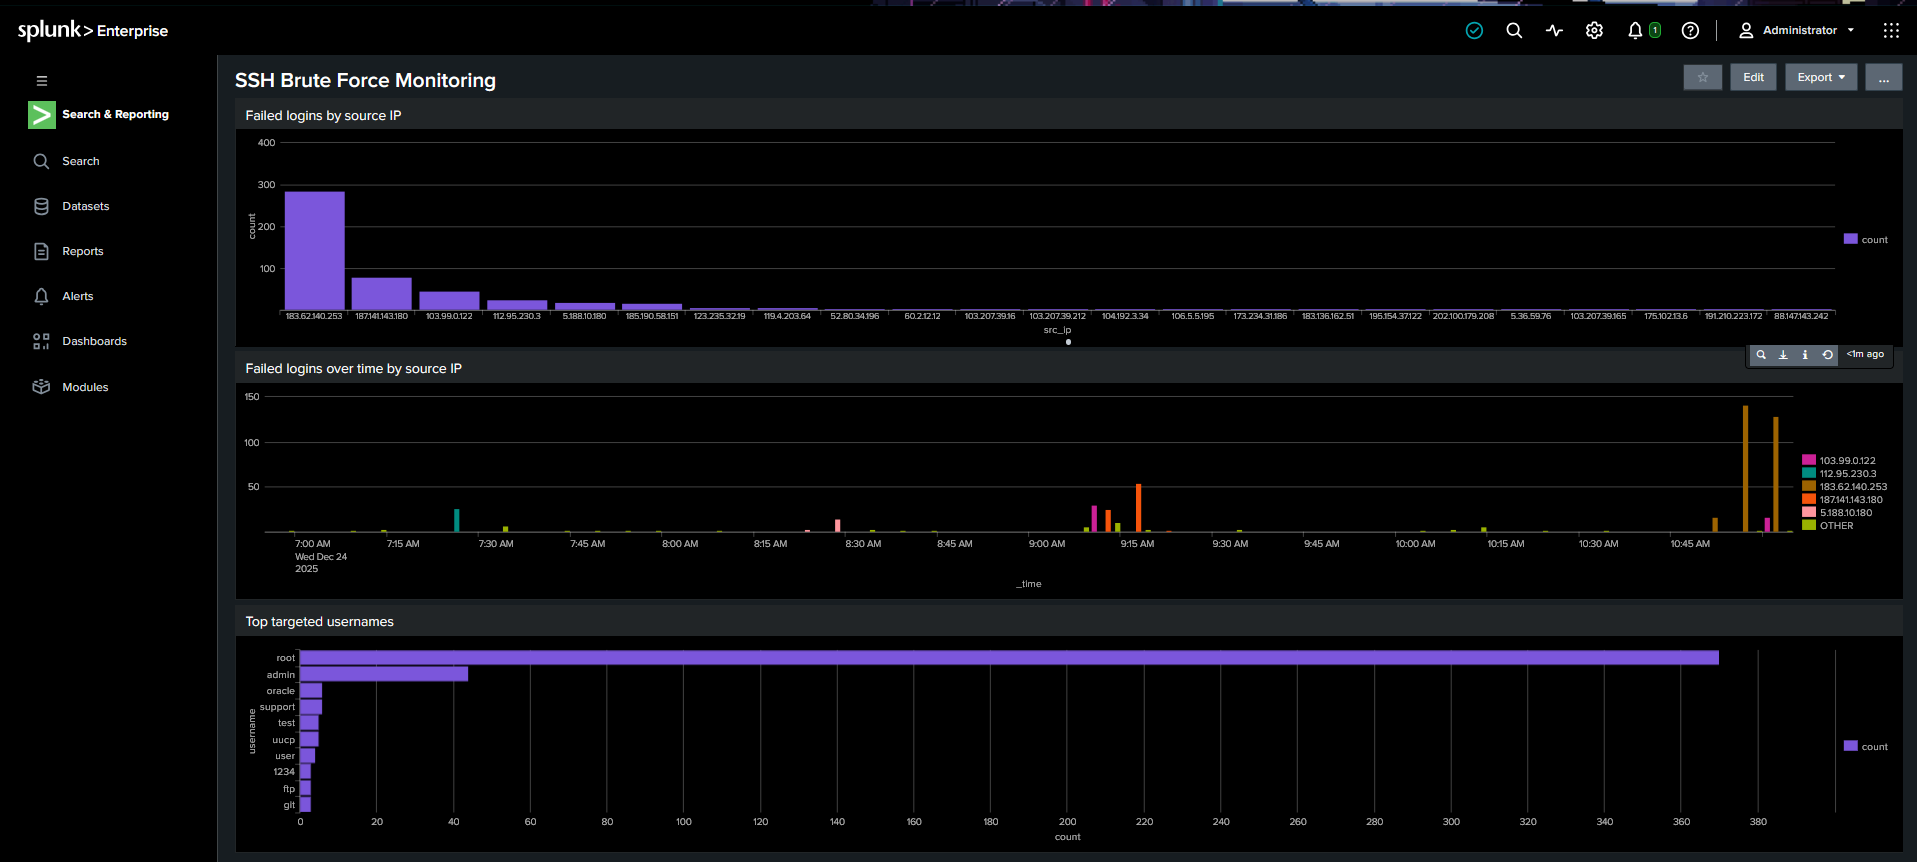 splunk> Enterprise
1
Administrator
Search & Reporting
Search
Datasets
Reports
Alerts
Dashboards
Modules
SSH Brute Force Monitoring
Edit
Export
...
Failed logins by source IP
400
300
200
100
count
183.62.140.253 187.141.143.180 103.99.0.122 112.95.230.3 5.188.10.180 185.190.58.151 123.235.32.19 119.4.203.64 52.80.34.196 60.2.12.12 103.207.39.16 103.207.39.212 104.192.3.34 106.5.5.195 173.234.31.186 183.136.162.51 195.154.37.122 202.100.179.208 5.36.59.76 103.207.39.165 175.102.13.6 191.210.223.172 88.147.143.242
src_ip
count
Failed logins over time by source IP
<1m ago
150
100
50
7:00 AM 7:15 AM 7:30 AM 7:45 AM 8:00 AM 8:15 AM 8:30 AM 8:45 AM 9:00 AM 9:15 AM 9:30 AM 9:45 AM 10:00 AM 10:15 AM 10:30 AM 10:45 AM
Wed Dec 24
2025
_time
103.99.0.122
112.95.230.3
183.62.140.253
187.141.143.180
5.188.10.180
OTHER
Top targeted usernames
username
root
admin
oracle
support
test
uucp
user
1234
ftp
git
0 20 40 60 80 100 120 140 160 180 200 220 240 260 280 300 320 340 360 380
count
count